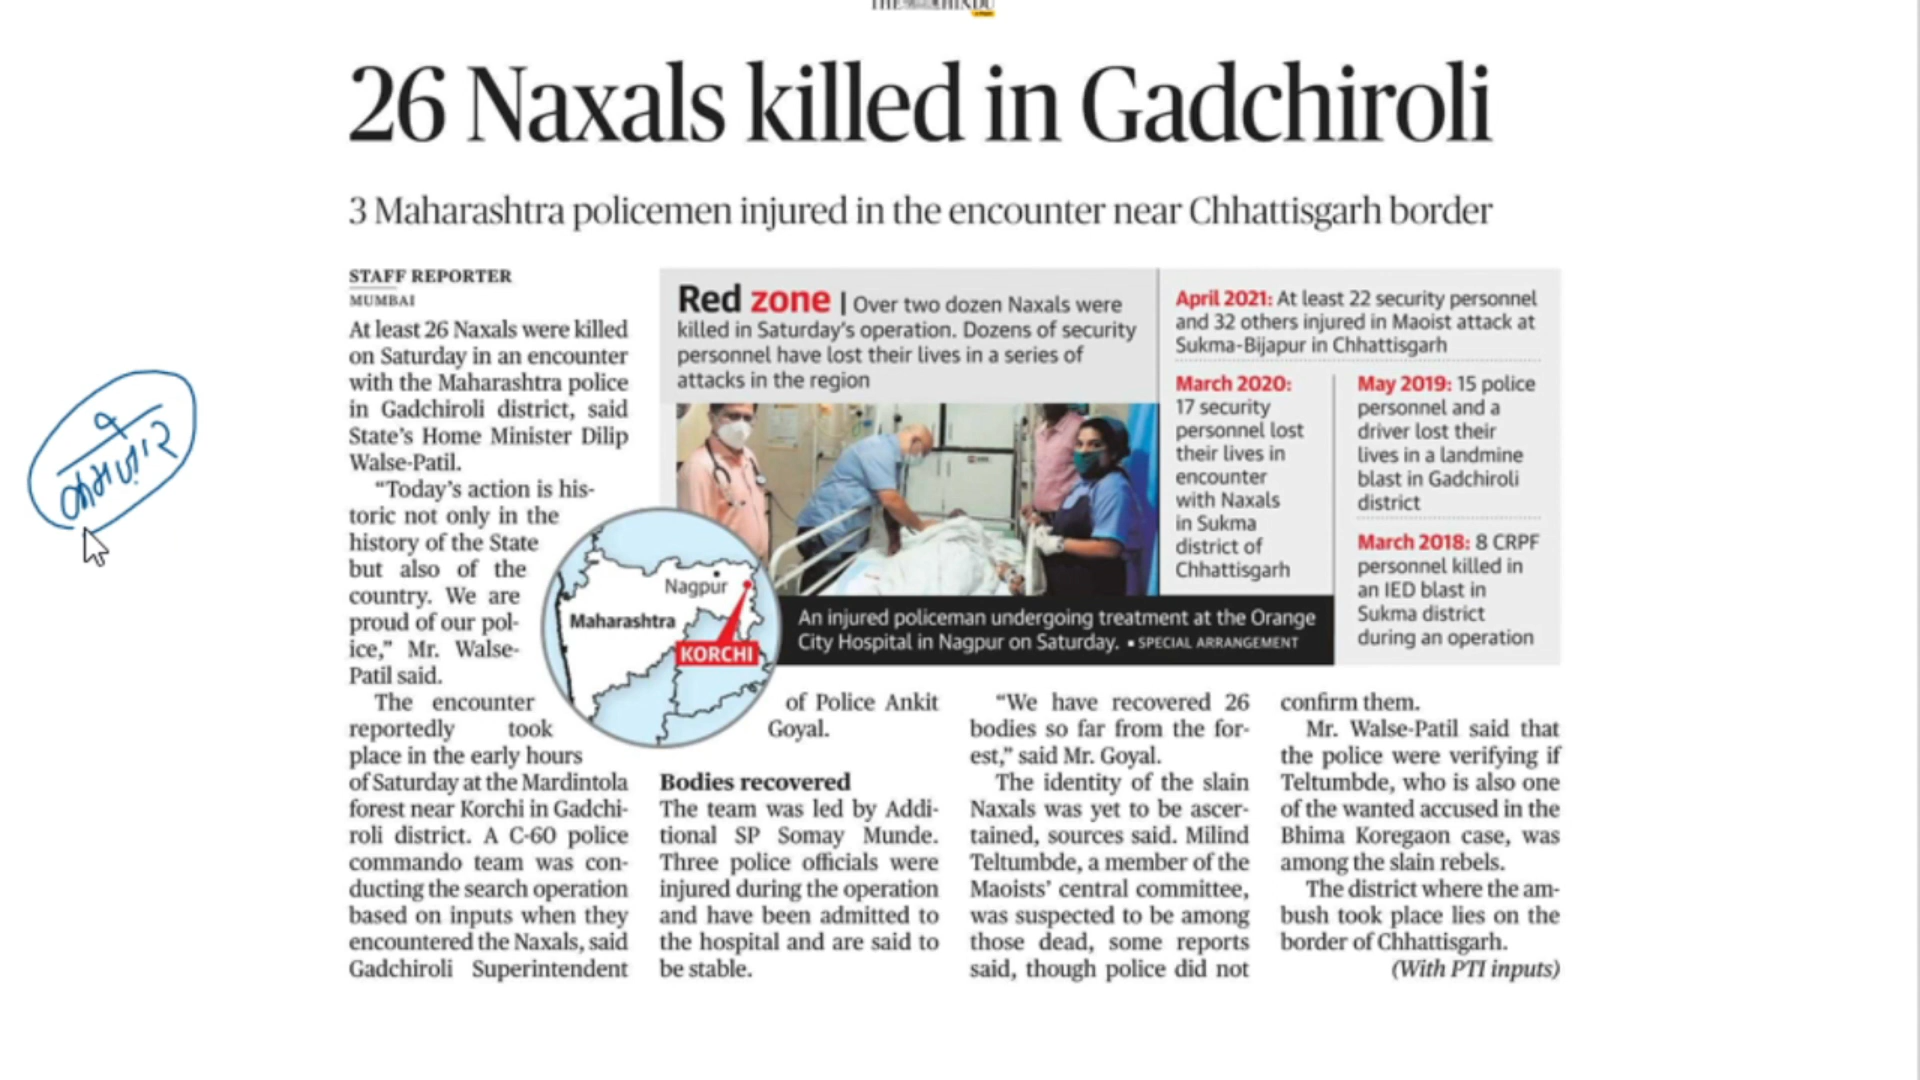 THE HINDU
26 Naxals killed in Gadchiroli
3 Maharashtra policemen injured in the encounter near Chhattisgarh border
STAFF REPORTER
MUMBAI
At least 26 Naxals were killed
on Saturday in an encounter
with the Maharashtra police
in Gadchiroli district, said
State's Home Minister Dilip
Walse-Patil.
“Today's action is his-
toric not only in the
history of the State
but also of the
country. We are
proud of our pol-
ice,” Mr. Walse-
Patil said.
The encounter
reportedly took
place in the early hours
of Saturday at the Mardintola
forest near Korchi in Gadchi-
roli district. A C-60 police
commando team was con-
ducting the search operation
based on inputs when they
encountered the Naxals, said
Gadchiroli Superintendent
Red zone | Over two dozen Naxals were
killed in Saturday's operation. Dozens of security
personnel have lost their lives in a series of
attacks in the region
April 2021: At least 22 security personnel
and 32 others injured in Maoist attack at
Sukma-Bijapur in Chhattisgarh
March 2020:
17 security
personnel lost
their lives in
encounter
with Naxals
in Sukma
district of
Chhattisgarh
May 2019: 15 police
personnel and a
driver lost their
lives in a landmine
blast in Gadchiroli
district
March 2018: 8 CRPF
personnel killed in
an IED blast in
Sukma district
during an operation
Nagpur
Maharashtra
KORCHI
An injured policeman undergoing treatment at the Orange
City Hospital in Nagpur on Saturday. ▪ SPECIAL ARRANGEMENT
of Police Ankit
Goyal.
Bodies recovered
The team was led by Addi-
tional SP Somay Munde.
Three police officials were
injured during the operation
and have been admitted to
the hospital and are said to
be stable.
“We have recovered 26
bodies so far from the for-
est,” said Mr. Goyal.
The identity of the slain
Naxals was yet to be ascer-
tained, sources said. Milind
Teltumbde, a member of the
Maoists' central committee,
was suspected to be among
those dead, some reports
said, though police did not
confirm them.
Mr. Walse-Patil said that
the police were verifying if
Teltumbde, who is also one
of the wanted accused in the
Bhima Koregaon case, was
among the slain rebels.
The district where the am-
bush took place lies on the
border of Chhattisgarh.
(With PTI inputs)